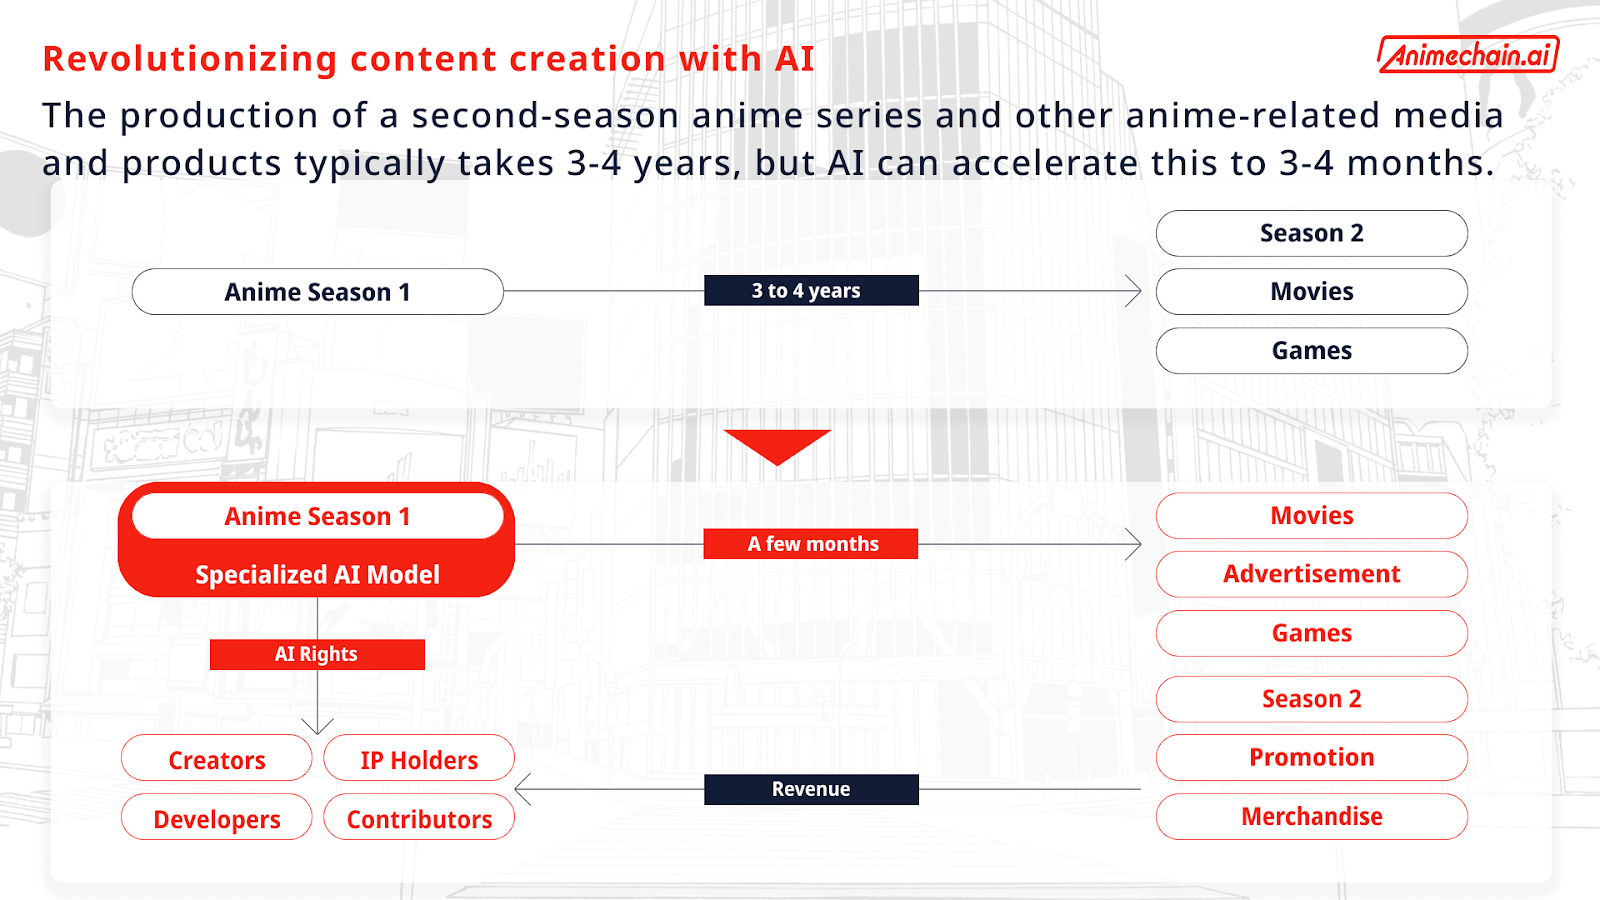 Revolutionizing content creation with AI
Animechain.ai
The production of a second-season anime series and other anime-related media
and products typically takes 3-4 years, but AI can accelerate this to 3-4 months.
Anime Season 1
3 to 4 years
Season 2
Movies
Games
Anime Season 1
Specialized AI Model
A few months
Movies
Advertisement
Games
Season 2
Promotion
Merchandise
AI Rights
Creators
IP Holders
Developers
Contributors
Revenue